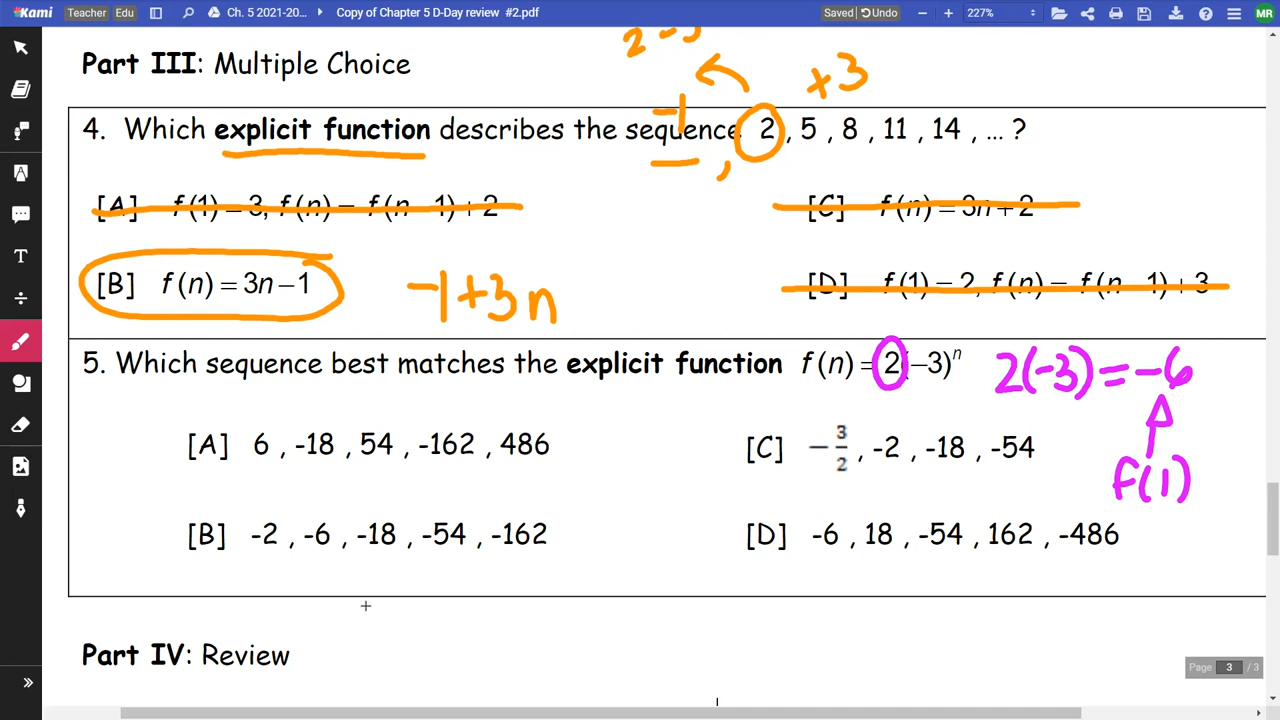 Kami Teacher Edu Ch. 5 2021-20... Copy of Chapter 5 D-Day review #2.pdf Saved Undo 227% MR
Part III: Multiple Choice
+3
-1 ,
4. Which explicit function describes the sequence 2 , 5 , 8 , 11 , 14 , ... ?
[A] f(1) = 3, f(n) = f(n – 1) + 2
[C] f(n) = 3n + 2
[B] f(n) = 3n – 1
-1+3n
[D] f(1) = 2, f(n) = f(n – 1) + 3
5. Which sequence best matches the explicit function f(n) = 2(–3)ⁿ
2(-3) = -6
f(1)
[A] 6 , -18 , 54 , -162 , 486
[C] – 3/2 , -2 , -18 , -54
[B] -2 , -6 , -18 , -54 , -162
[D] -6 , 18 , -54 , 162 , -486
Part IV: Review
Page 3 / 3